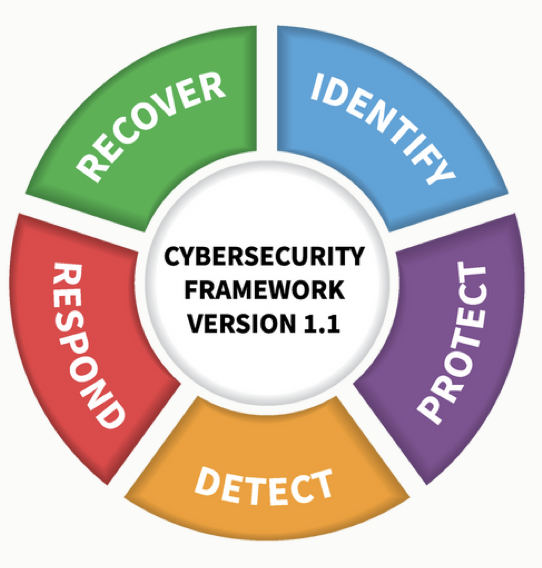 RECOVER
IDENTIFY
CYBERSECURITY
FRAMEWORK
VERSION 1.1
RESPOND
PROTECT
DETECT